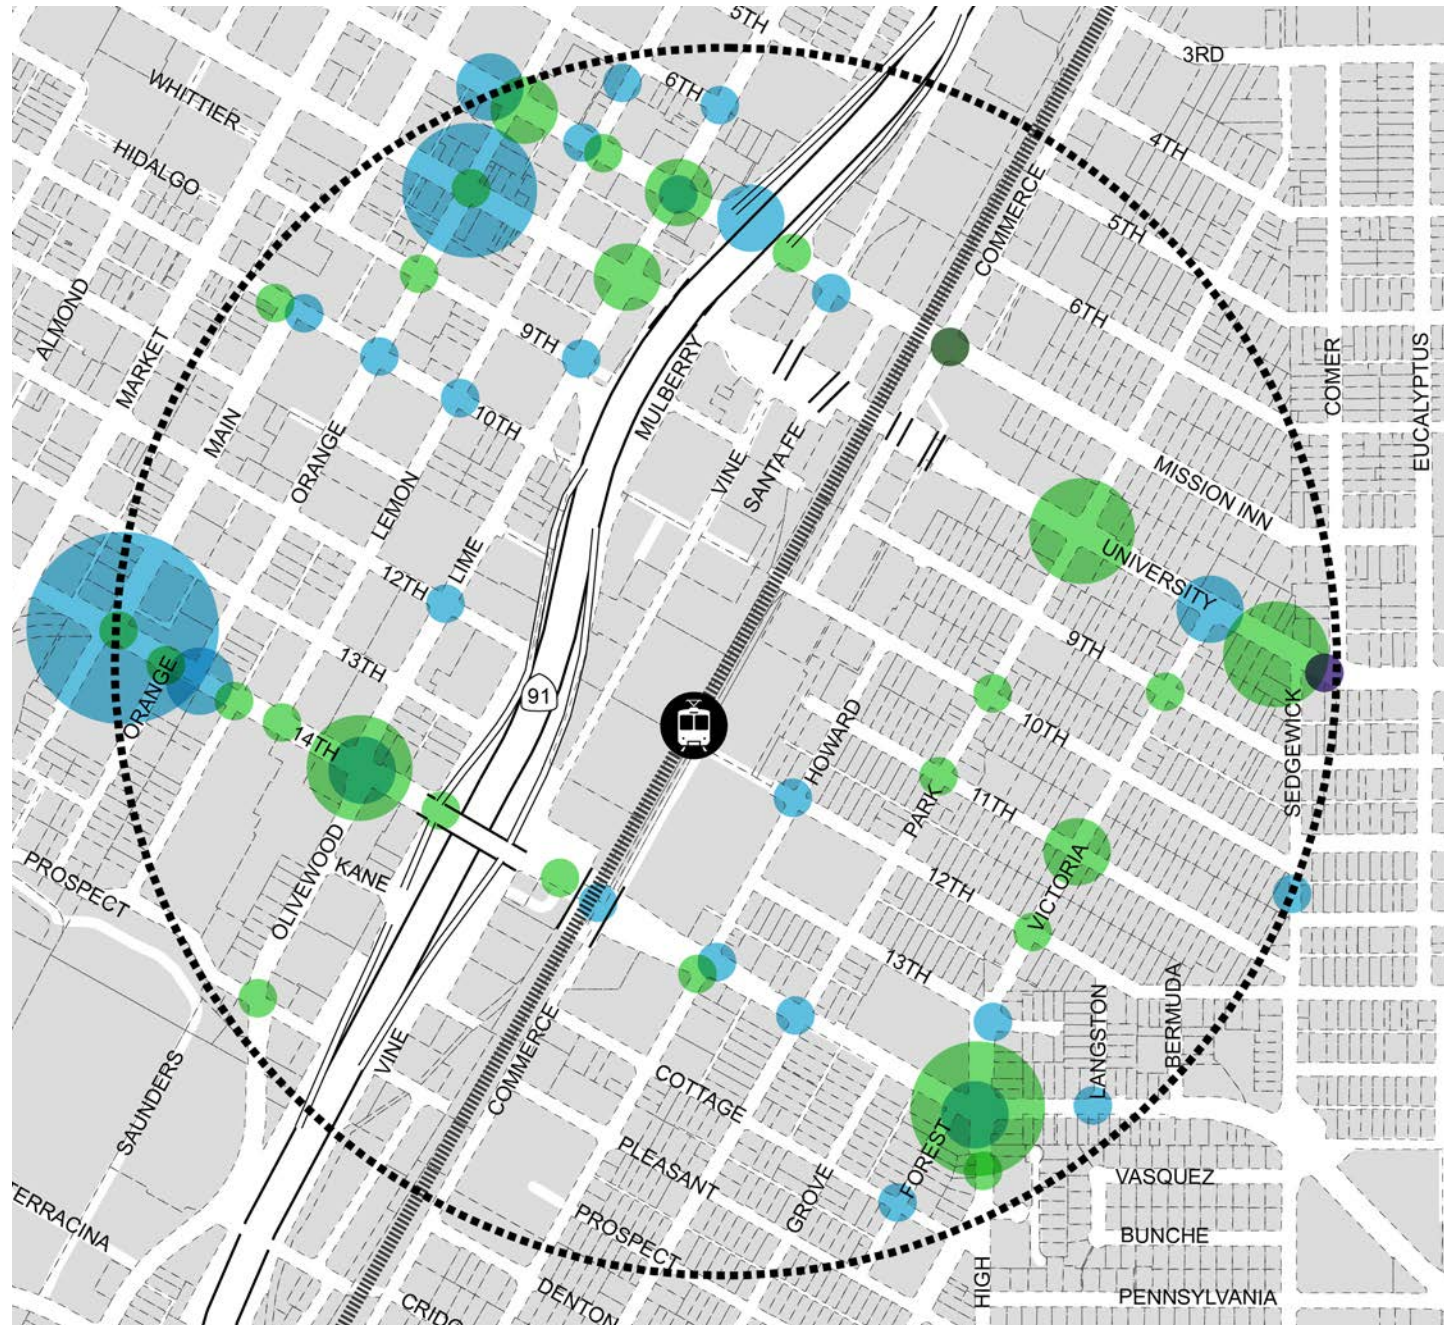 5TH
3RD
6TH
WHITTIER
4TH
HIDALGO
COMMERCE
5TH
6TH
ALMOND
MARKET
9TH
MULBERRY
COMER
EUCALYPTUS
MAIN
10TH
ORANGE
VINE
SANTA FE
LEMON
MISSION INN
LIME
12TH
UNIVERSITY
13TH
9TH
ORANGE
91
10TH
SEDGEWICK
14TH
HOWARD
PARK
11TH
OLIVEWOOD
KANE
PROSPECT
12TH
VICTORIA
13TH
LANGSTON
BERMUDA
VINE
COMMERCE
SAUNDERS
COTTAGE
PLEASANT
FOREST
GROVE
VASQUEZ
PROSPECT
BUNCHE
HIGH
DENTON
PENNSYLVANIA